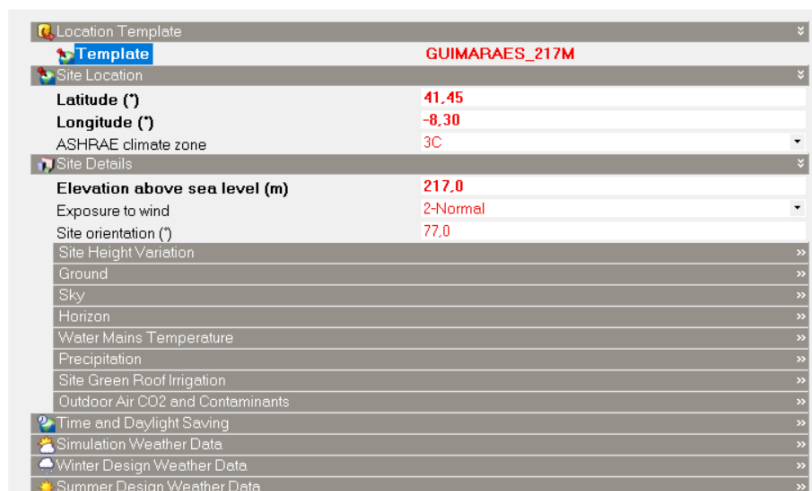 Location Template
Template GUIMARAES_217M
Site Location
Latitude (°) 41,45
Longitude (°) -8,30
ASHRAE climate zone 3C
Site Details
Elevation above sea level (m) 217,0
Exposure to wind 2-Normal
Site orientation (°) 77,0
Site Height Variation
Ground
Sky
Horizon
Water Mains Temperature
Precipitation
Site Green Roof Irrigation
Outdoor Air CO2 and Contaminants
Time and Daylight Saving
Simulation Weather Data
Winter Design Weather Data
Summer Design Weather Data